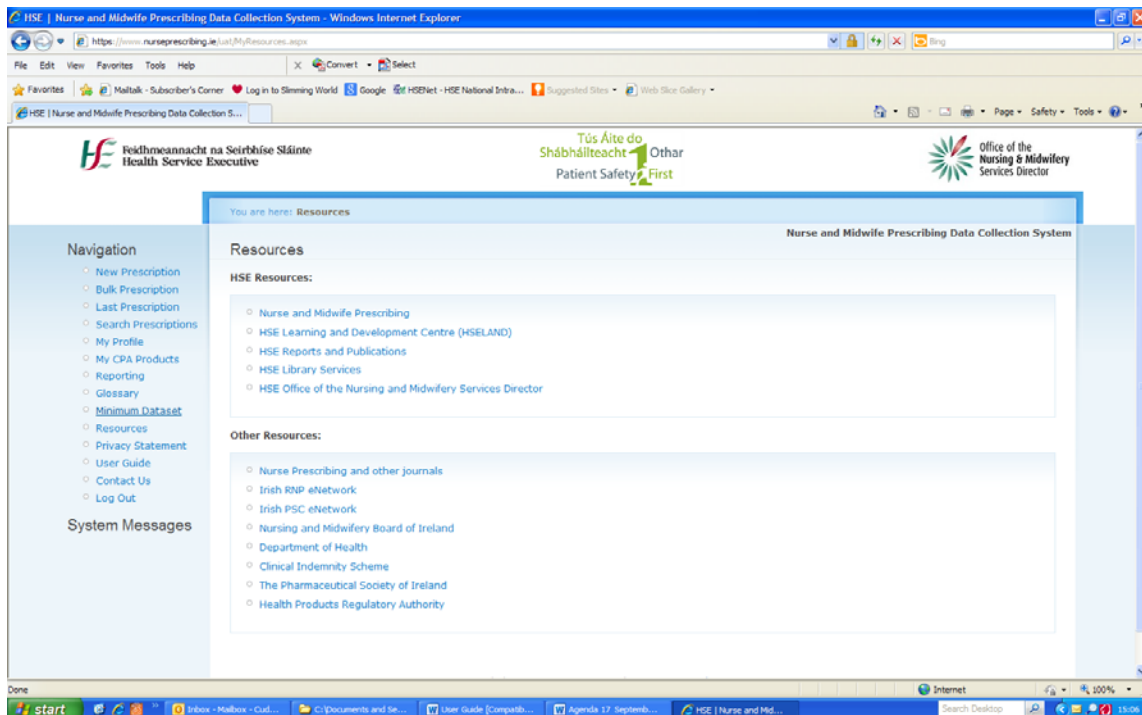 HSE | Nurse and Midwife Prescribing Data Collection System - Windows Internet Explorer
https://www.nurseprescribing.ie/uat/MyResources.aspx
Bing
File Edit View Favorites Tools Help
Convert Select
Favorites Mailtalk - Subscriber's Corner Log in to Slimming World Google HSENet - HSE National Intra... Suggested Sites Web Slice Gallery
HSE | Nurse and Midwife Prescribing Data Collection S...
Page Safety Tools
Feidhmeannacht na Seirbhíse Sláinte
Health Service Executive
Tús Áite do
Shábháilteacht 1 Othar
Patient Safety First
Office of the
Nursing & Midwifery
Services Director
You are here: Resources
Nurse and Midwife Prescribing Data Collection System
Navigation
New Prescription
Bulk Prescription
Last Prescription
Search Prescriptions
My Profile
My CPA Products
Reporting
Glossary
Minimum Dataset
Resources
Privacy Statement
User Guide
Contact Us
Log Out
System Messages
Resources
HSE Resources:
Nurse and Midwife Prescribing
HSE Learning and Development Centre (HSELAND)
HSE Reports and Publications
HSE Library Services
HSE Office of the Nursing and Midwifery Services Director
Other Resources:
Nurse Prescribing and other journals
Irish RNP eNetwork
Irish PSC eNetwork
Nursing and Midwifery Board of Ireland
Department of Health
Clinical Indemnity Scheme
The Pharmaceutical Society of Ireland
Health Products Regulatory Authority
Done
Internet
100%
start
Inbox - Mailbox - Cud...
C:\Documents and Se...
User Guide [Compatib...
Agenda 17 Septemb...
HSE | Nurse and Mid...
Search Desktop
15:06